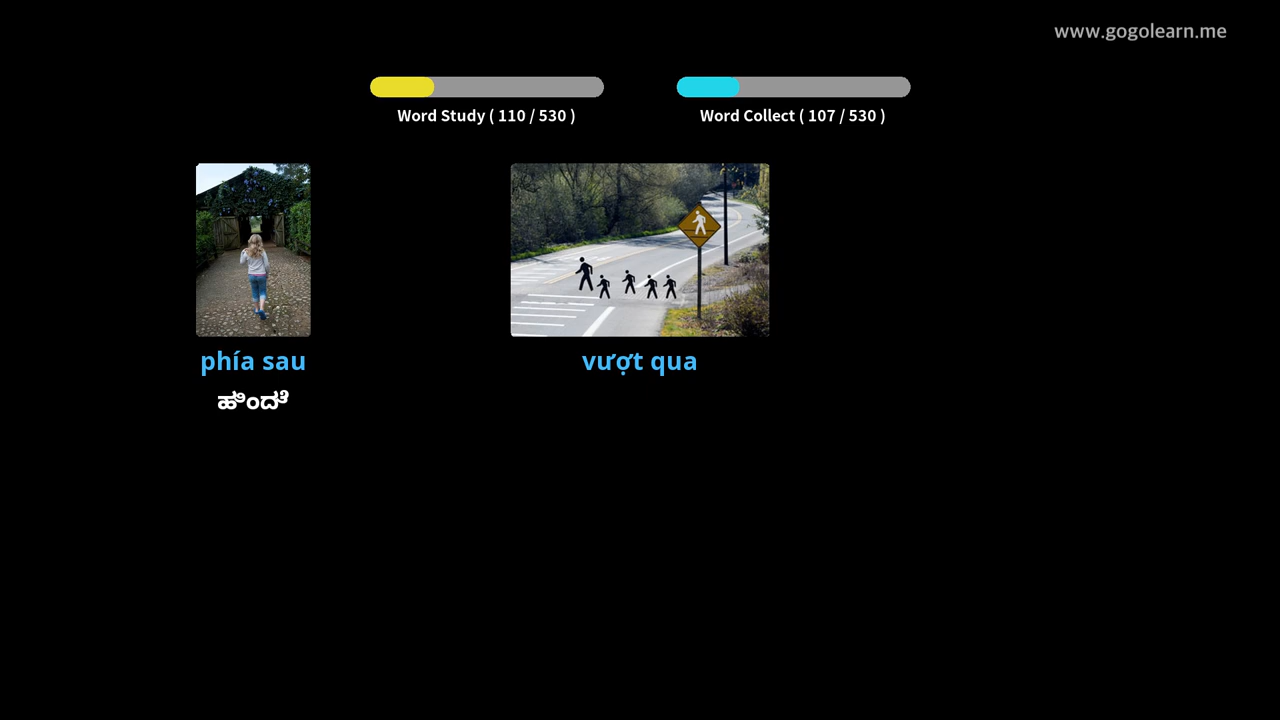 www.gogolearn.me
Word Study ( 110 / 530 )
Word Collect ( 107 / 530 )
phía sau
vượt qua
ಹಿಂದೆ